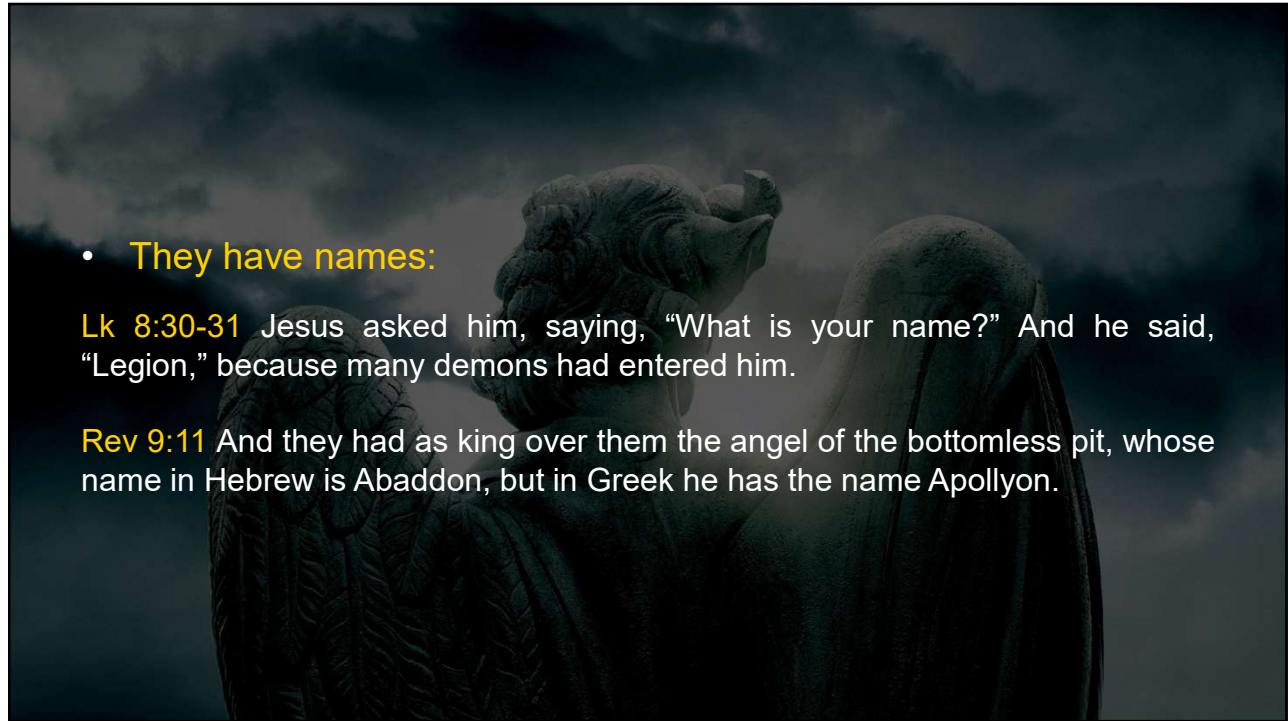 • They have names:
Lk 8:30-31 Jesus asked him, saying, “What is your name?” And he said,
“Legion,” because many demons had entered him.
Rev 9:11 And they had as king over them the angel of the bottomless pit, whose
name in Hebrew is Abaddon, but in Greek he has the name Apollyon.